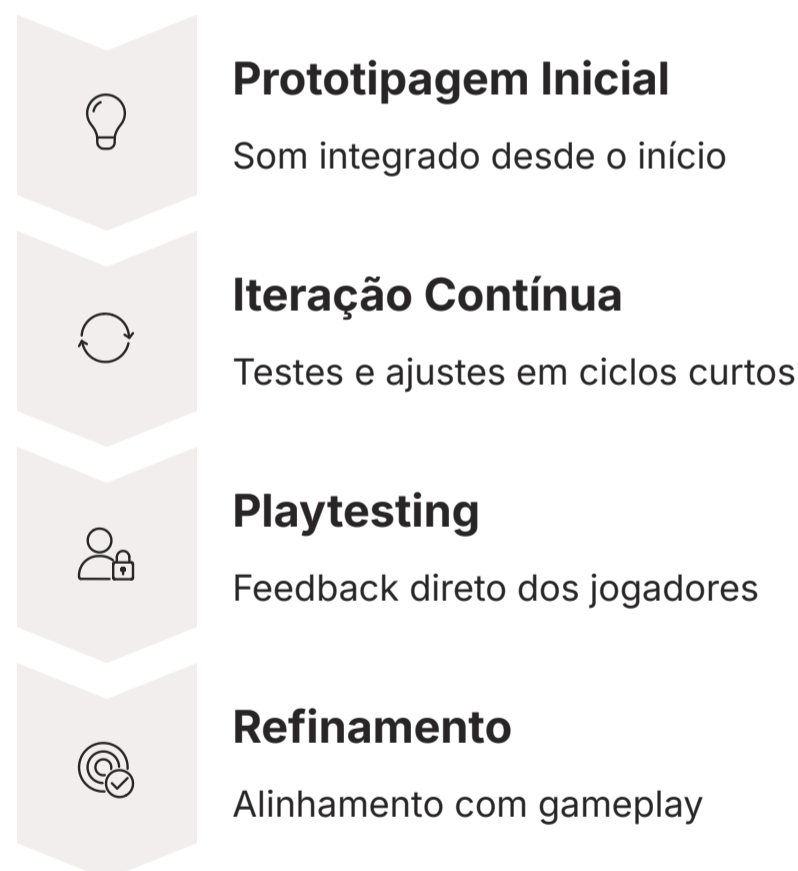 Prototipagem Inicial
Som integrado desde o início
Iteração Contínua
Testes e ajustes em ciclos curtos
Playtesting
Feedback direto dos jogadores
Refinamento
Alinhamento com gameplay